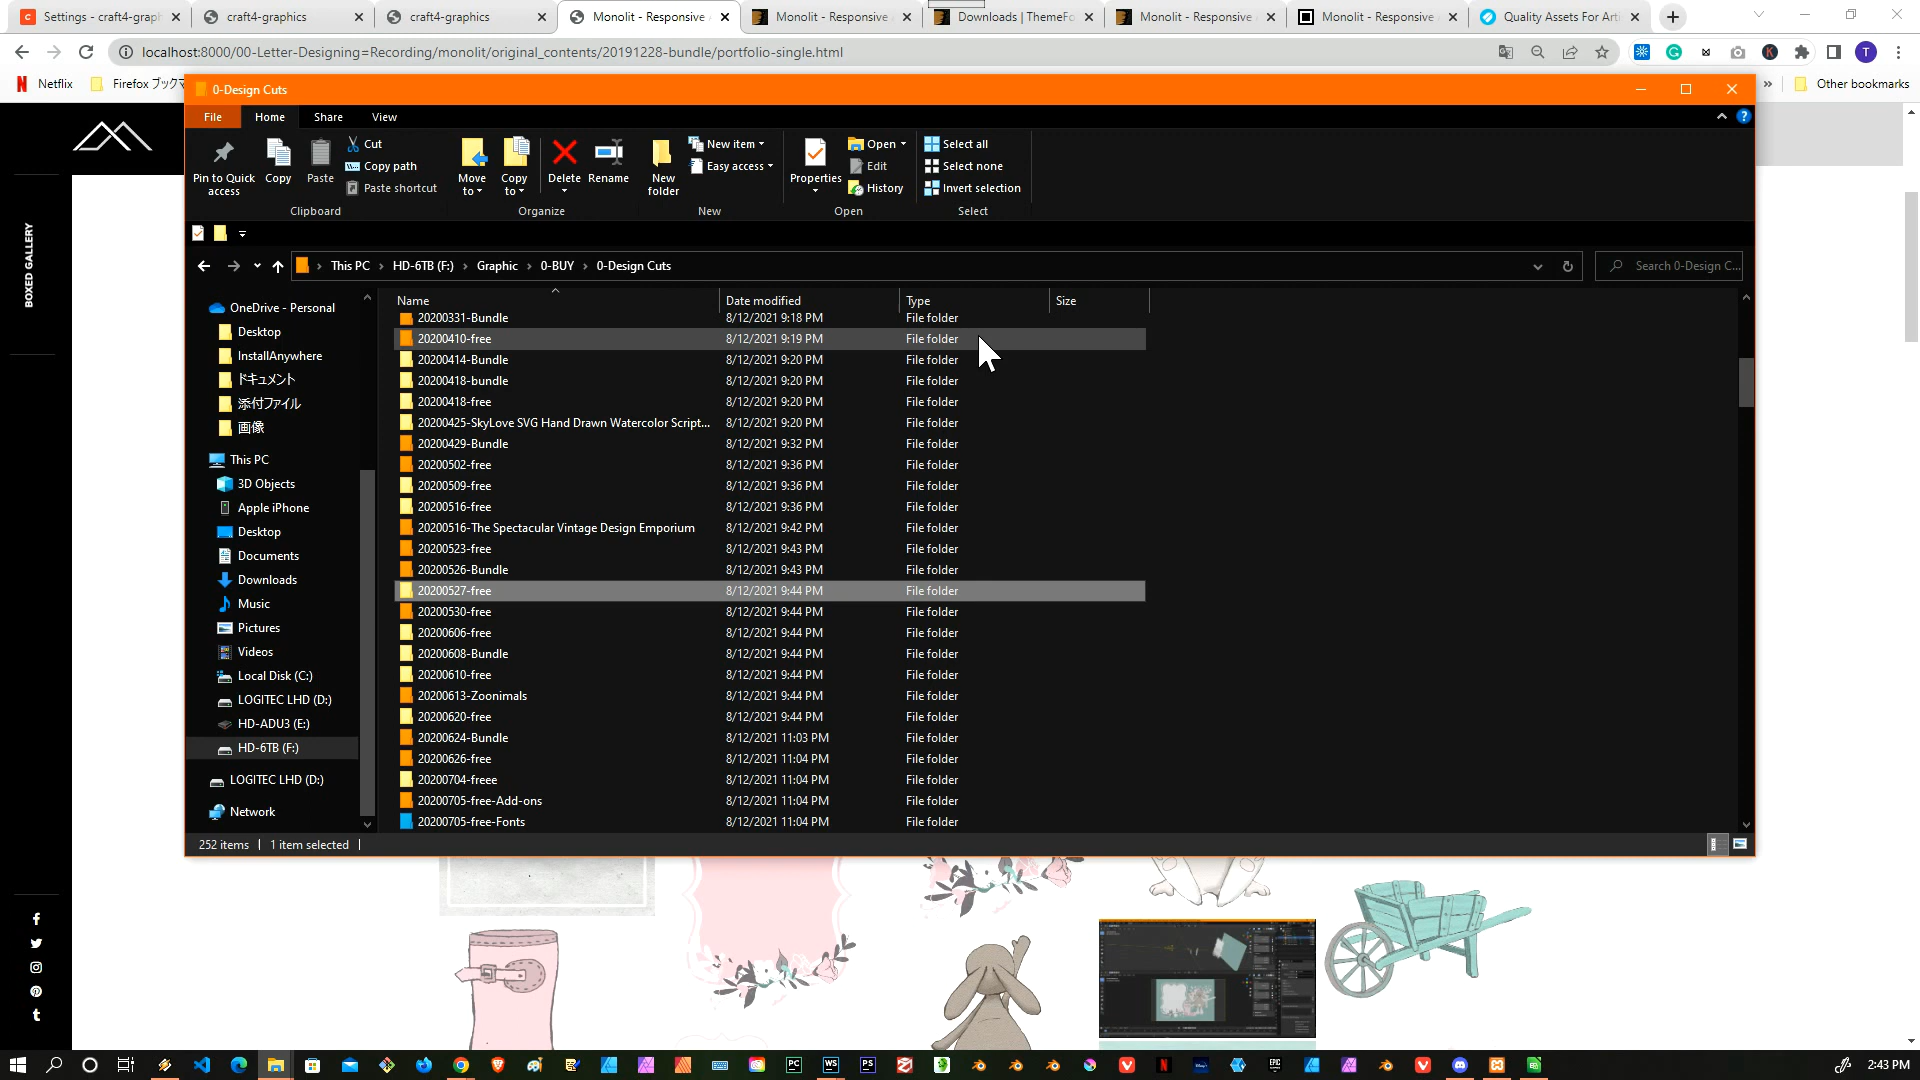 Settings - craft4-graph
craft4-graphics
craft4-graphics
Monolit - Responsive
Monolit - Responsive
Downloads | ThemeFo
Monolit - Responsive
Monolit - Responsive
Quality Assets For Arti
localhost:8000/00-Letter-Designing=Recording/monolit/original_contents/20191228-bundle/portfolio-single.html
T
Netflix
Firefox ブックマ
»
Other bookmarks
0-Design Cuts
File
Home
Share
View
Pin to Quick access
Copy
Paste
Cut
Copy path
Paste shortcut
Move to
Copy to
Delete
Rename
New folder
New item
Easy access
Properties
Open
Edit
History
Select all
Select none
Invert selection
Clipboard
Organize
New
Open
Select
This PC
HD-6TB (F:)
Graphic
0-BUY
0-Design Cuts
Search 0-Design C...
BOXED GALLERY
OneDrive - Personal
Desktop
InstallAnywhere
ドキュメント
添付ファイル
画像
This PC
3D Objects
Apple iPhone
Desktop
Documents
Downloads
Music
Pictures
Videos
Local Disk (C:)
LOGITEC LHD (D:)
HD-ADU3 (E:)
HD-6TB (F:)
LOGITEC LHD (D:)
Network
Name Date modified Type Size
20200331-Bundle 8/12/2021 9:18 PM File folder
20200410-free 8/12/2021 9:19 PM File folder
20200414-Bundle 8/12/2021 9:20 PM File folder
20200418-bundle 8/12/2021 9:20 PM File folder
20200418-free 8/12/2021 9:20 PM File folder
20200425-SkyLove SVG Hand Drawn Watercolor Script... 8/12/2021 9:20 PM File folder
20200429-Bundle 8/12/2021 9:32 PM File folder
20200502-free 8/12/2021 9:36 PM File folder
20200509-free 8/12/2021 9:36 PM File folder
20200516-free 8/12/2021 9:36 PM File folder
20200516-The Spectacular Vintage Design Emporium 8/12/2021 9:42 PM File folder
20200523-free 8/12/2021 9:43 PM File folder
20200526-Bundle 8/12/2021 9:43 PM File folder
20200527-free 8/12/2021 9:44 PM File folder
20200530-free 8/12/2021 9:44 PM File folder
20200606-free 8/12/2021 9:44 PM File folder
20200608-Bundle 8/12/2021 9:44 PM File folder
20200610-free 8/12/2021 9:44 PM File folder
20200613-Zoonimals 8/12/2021 9:44 PM File folder
20200620-free 8/12/2021 9:44 PM File folder
20200624-Bundle 8/12/2021 11:03 PM File folder
20200626-free 8/12/2021 11:04 PM File folder
20200704-freee 8/12/2021 11:04 PM File folder
20200705-free-Add-ons 8/12/2021 11:04 PM File folder
20200705-free-Fonts 8/12/2021 11:04 PM File folder
252 items
1 item selected
2:43 PM